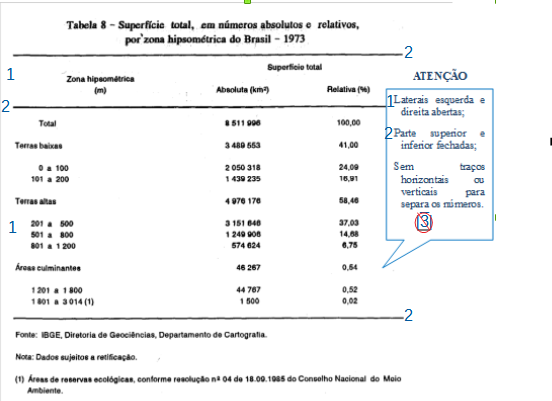 Tabela 8 - Superfície total, em números absolutos e relativos,
por zona hipsométrica do Brasil - 1973
2
1
Zona hipsométrica
(m)
Superfície total
Absoluta (km²)
Relativa (%)
2
Total 8 511 996 100,00
Terras baixas 3 489 553 41,00
0 a 100 2 050 318 24,09
101 a 200 1 439 235 16,91
Terras altas 4 976 176 58,46
1
201 a 500 3 151 646 37,03
501 a 800 1 249 906 14,68
801 a 1 200 574 624 6,75
Áreas culminantes 46 267 0,54
1 201 a 1 800 44 767 0,52
1 801 a 3 014 (1) 1 500 0,02
2
Fonte: IBGE, Diretoria de Geociências, Departamento de Cartografia.
Nota: Dados sujeitos a retificação.
(1) Áreas de reservas ecológicas, conforme resolução nº 04 de 18.09.1985 do Conselho Nacional do Meio
Ambiente.
ATENÇÃO
1 Laterais esquerda e
direita abertas;
2 Parte superior e
inferior fechadas;
Sem traços
horizontais ou
verticais para
separa os números.
3